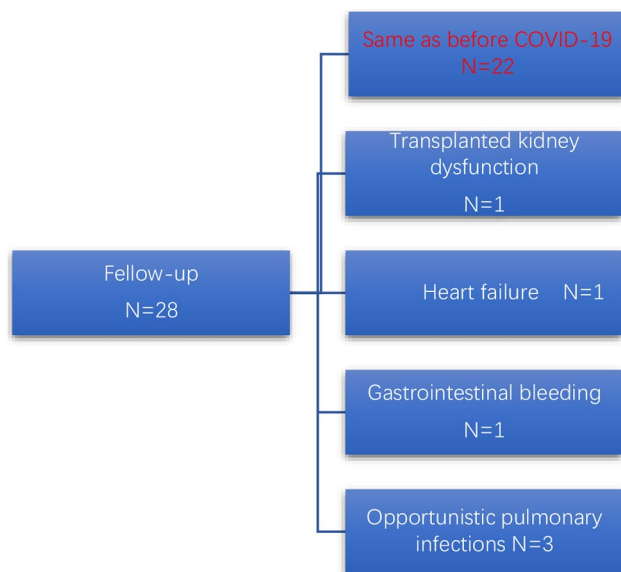 Same as before COVID-19
N=22
Transplanted kidney
dysfunction
N=1
Fellow-up
N=28
Heart failure N=1
Gastrointestinal bleeding
N=1
Opportunistic pulmonary
infections N=3